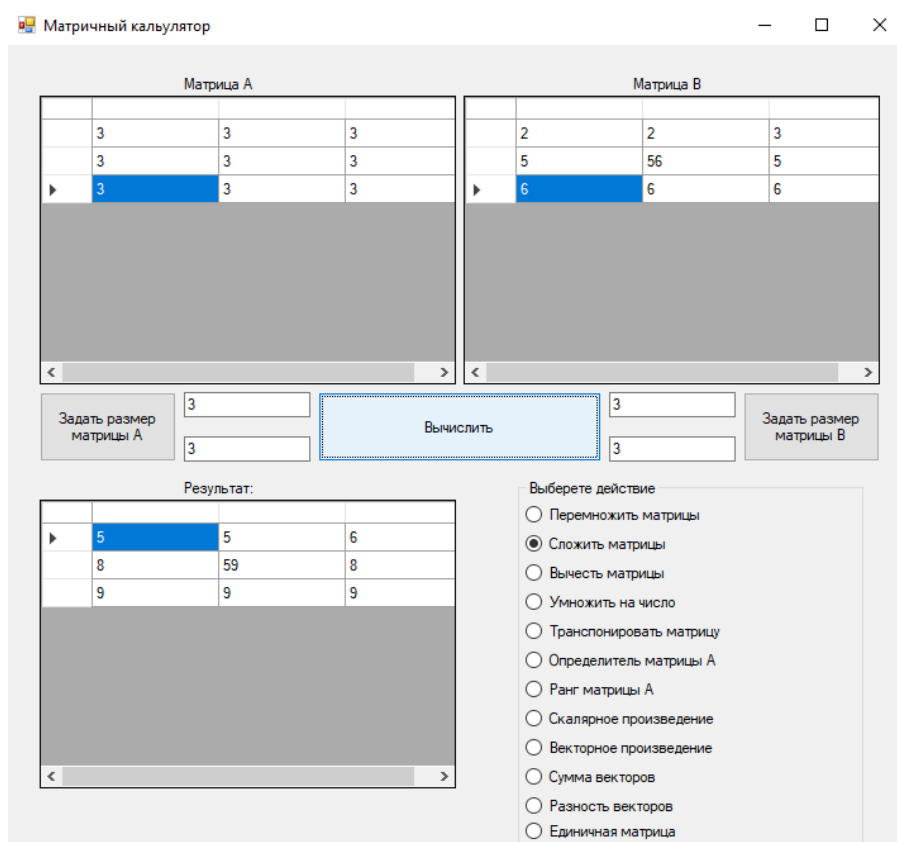 Матричный кальулятор
Матрица A
Матрица B
3 3 3
3 3 3
3 3 3
2 2 3
5 56 5
6 6 6
Задать размер
матрицы A
3
3
Вычислить
3
3
Задать размер
матрицы B
Результат:
5 5 6
8 59 8
9 9 9
Выберете действие
Перемножить матрицы
Сложить матрицы
Вычесть матрицы
Умножить на число
Транспонировать матрицу
Определитель матрицы A
Ранг матрицы A
Скалярное произведение
Векторное произведение
Сумма векторов
Разность векторов
Единичная матрица